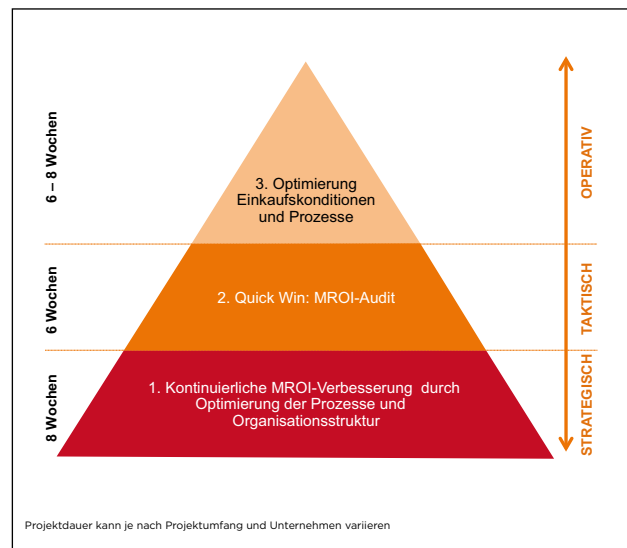 6 – 8 Wochen
3. Optimierung
Einkaufskonditionen
und Prozesse
OPERATIV
6 Wochen
2. Quick Win: MROI-Audit
TAKTISCH
8 Wochen
1. Kontinuierliche MROI-Verbesserung durch
Optimierung der Prozesse und
Organisationsstruktur
STRATEGISCH
Projektdauer kann je nach Projektumfang und Unternehmen variieren